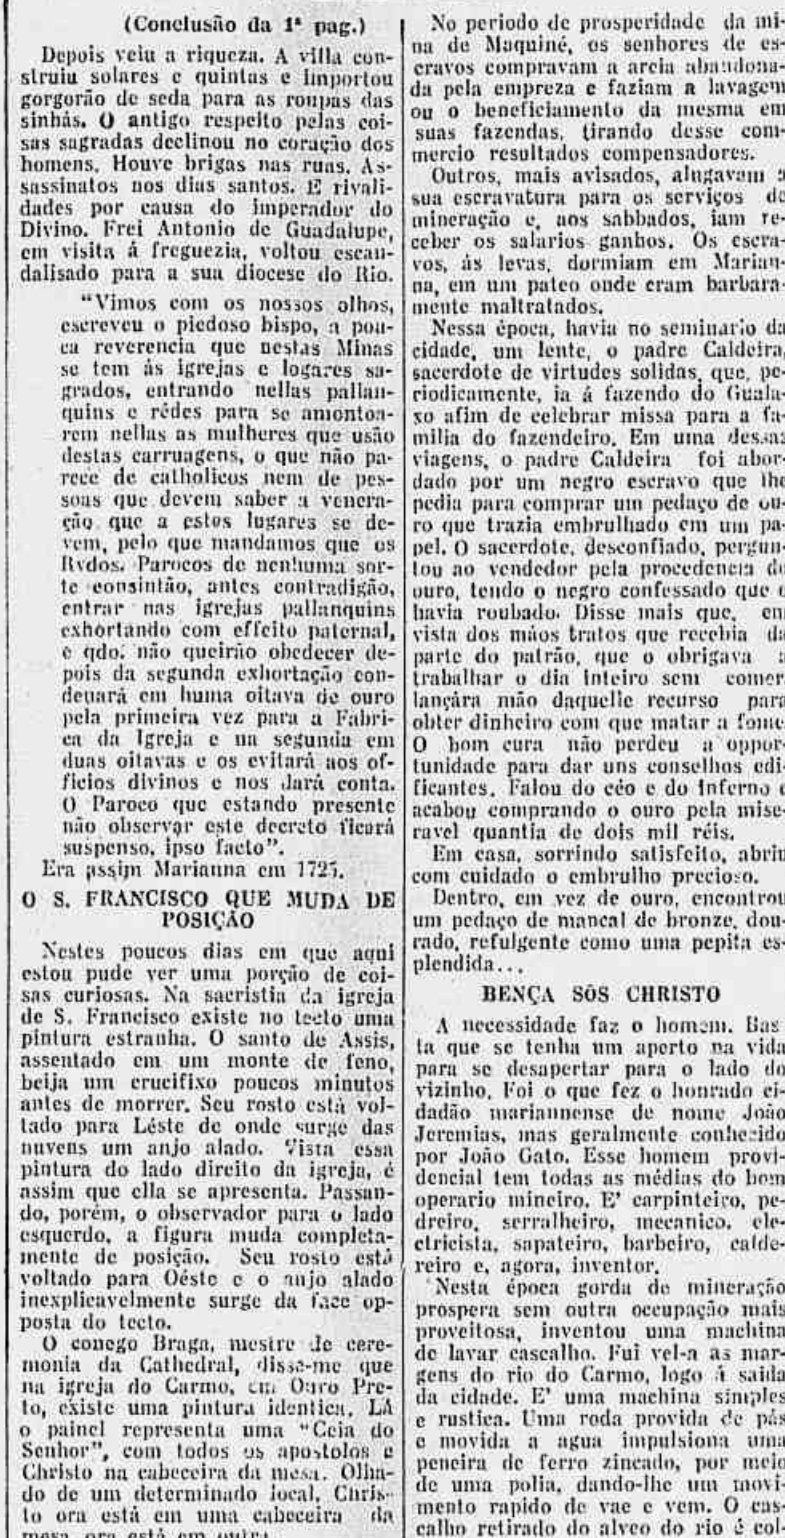 (Conclusão da 1ª pag.)
Depois veiu a riqueza. A villa con-
struiu solares e quintas e importou
gorgorão de seda para as roupas das
sinhás. O antigo respeito pelas coi-
sas sagradas declinou no coração dos
homens. Houve brigas nas ruas. As-
sassinatos nos dias santos. E rivali-
dades por causa do imperador do
Divino. Frei Antonio de Guadalupe,
em visita á freguezia, voltou escan-
dalisado para a sua diocese do Rio.
"Vimos com os nossos olhos,
escreveu o piedoso bispo, a pou-
ca reverencia que nestas Minas
se tem ás igrejas e logares sa-
grados, entrando nellas pallan-
quins e rêdes para se amontoa-
rem nellas as mulheres que usão
destas carruagens, o que não pa-
rece de catholicos nem de pes-
soas que devem saber a venera-
ção que a estes lugares se de-
vem, pelo que mandamos que os
Rvdos. Parocos de nenhuma sor-
te consintão, antes contradigão,
entrar nas igrejas pallanquins
exhortando com effeito paternal,
e qdo. não queirão obedecer de-
pois da segunda exhortação con-
denará em huma oitava de ouro
pela primeira vez para a Fabri-
ca da Igreja e na segunda em
duas oitavas e os evitará aos of-
ficios divinos e nos dará conta.
O Paroco que estando presente
não observar este decreto ficará
suspenso, ipso facto".
Era assim Marianna em
O S. FRANCISCO QUE MUDA DE
POSIÇÃO
Nestes poucos dias em que aqui
estou pude ver uma porção de coi-
sas curiosas. Na sacristia da igreja
de S. Francisco existe no tecto uma
pintura estranha. O santo de Assis,
assentado em um monte de feno,
beija um crucifixo poucos minutos
antes de morrer. Seu rosto está vol-
tado para Léste de onde surge das
nuvens um anjo alado. Vista essa
pintura do lado direito da igreja, é
assim que ella se apresenta. Passan-
do, porém, o observador para o lado
esquerdo, a figura muda completa-
mente de posição. Seu rosto está
voltado para Oéste e o anjo alado
inexplicavelmente surge da face op-
posta do tecto.
O conego Braga, mestre de cere-
monia da Cathedral, disse-me que
na igreja do Carmo, em Ouro Pre-
to, existe uma pintura identica. Lá
o painel representa uma "Ceia do
Senhor", com todos os apostolos e
Christo na cabeceira da mesa. Olha-
do de um determinado local, Chris-
to ora está em uma cabeceira da
mesa, ora está em outra
No periodo de prosperidade da mi-
na de Maquiné, os senhores de es-
cravos compravam a areia abandona-
da pela empreza e faziam a lavagem
ou o beneficiamento da mesma em
suas fazendas, tirando desse com-
mercio resultados compensadores.
Outros, mais avisados, alugavam a
sua escravatura para os serviços de
mineração e, aos sabbados, iam re-
ceber os salarios ganhos. Os escra-
vos, ás levas, dormiam em Marian-
na, em um pateo onde eram barbara-
mente maltratados.
Nessa época, havia no seminario da
cidade, um lente, o padre Caldeira,
sacerdote de virtudes solidas, que, pe-
riodicamente, ia á fazendo do Guala-
xo afim de celebrar missa para a fa-
milia do fazendeiro. Em uma dessas
viagens, o padre Caldeira foi abor-
dado por um negro escravo que lhe
pedia para comprar um pedaço de ou-
ro que trazia embrulhado em um pa-
pel. O sacerdote, desconfiado, pergun-
tou ao vendedor pela procedencia do
ouro, tendo o negro confessado que o
havia roubado. Disse mais que, em
vista dos máos tratos que recebia da
parte do patrão, que o obrigava a
trabalhar o dia inteiro sem comer,
lançára mão daquelle recurso para
obter dinheiro com que matar a fome.
O bom cura não perdeu a oppor-
tunidade para dar uns conselhos edi-
ficantes. Falou do céo e do inferno e
acabou comprando o ouro pela mise-
ravel quantia de dois mil réis.
Em casa, sorrindo satisfeito, abriu
com cuidado o embrulho precioso.
Dentro, em vez de ouro, encontrou
um pedaço de mancal de bronze, dou-
rado, refulgente como uma pepita es-
plendida...
BENÇA SÔS CHRISTO
A necessidade faz o homem. Bas
ta que se tenha um aperto na vida
para se desapertar para o lado do
vizinho. Foi o que fez o honrado ci-
dadão mariannense de nome João
Jeremias, mas geralmente conhecido
por João Gato. Esse homem provi-
dencial tem todas as médias do bom
operario mineiro. E' carpinteiro, pe-
dreiro, serralheiro, mecanico, ele-
ctricista, sapateiro, barbeiro, calde-
reiro e, agora, inventor.
Nesta época gorda de mineração
prospera sem outra occupação mais
proveitosa, inventou uma machina
de lavar cascalho. Fui vel-a as mar-
gens do rio do Carmo, logo á saida
da cidade. E' uma machina simples
e rustica. Uma roda provida de pás
e movida a agua impulsiona uma
peneira de ferro zincado, por meio
de uma polia, dando-lhe um movi-
mento rapido de vae e vem. O cas-
calho retirado do alveo do rio é col-